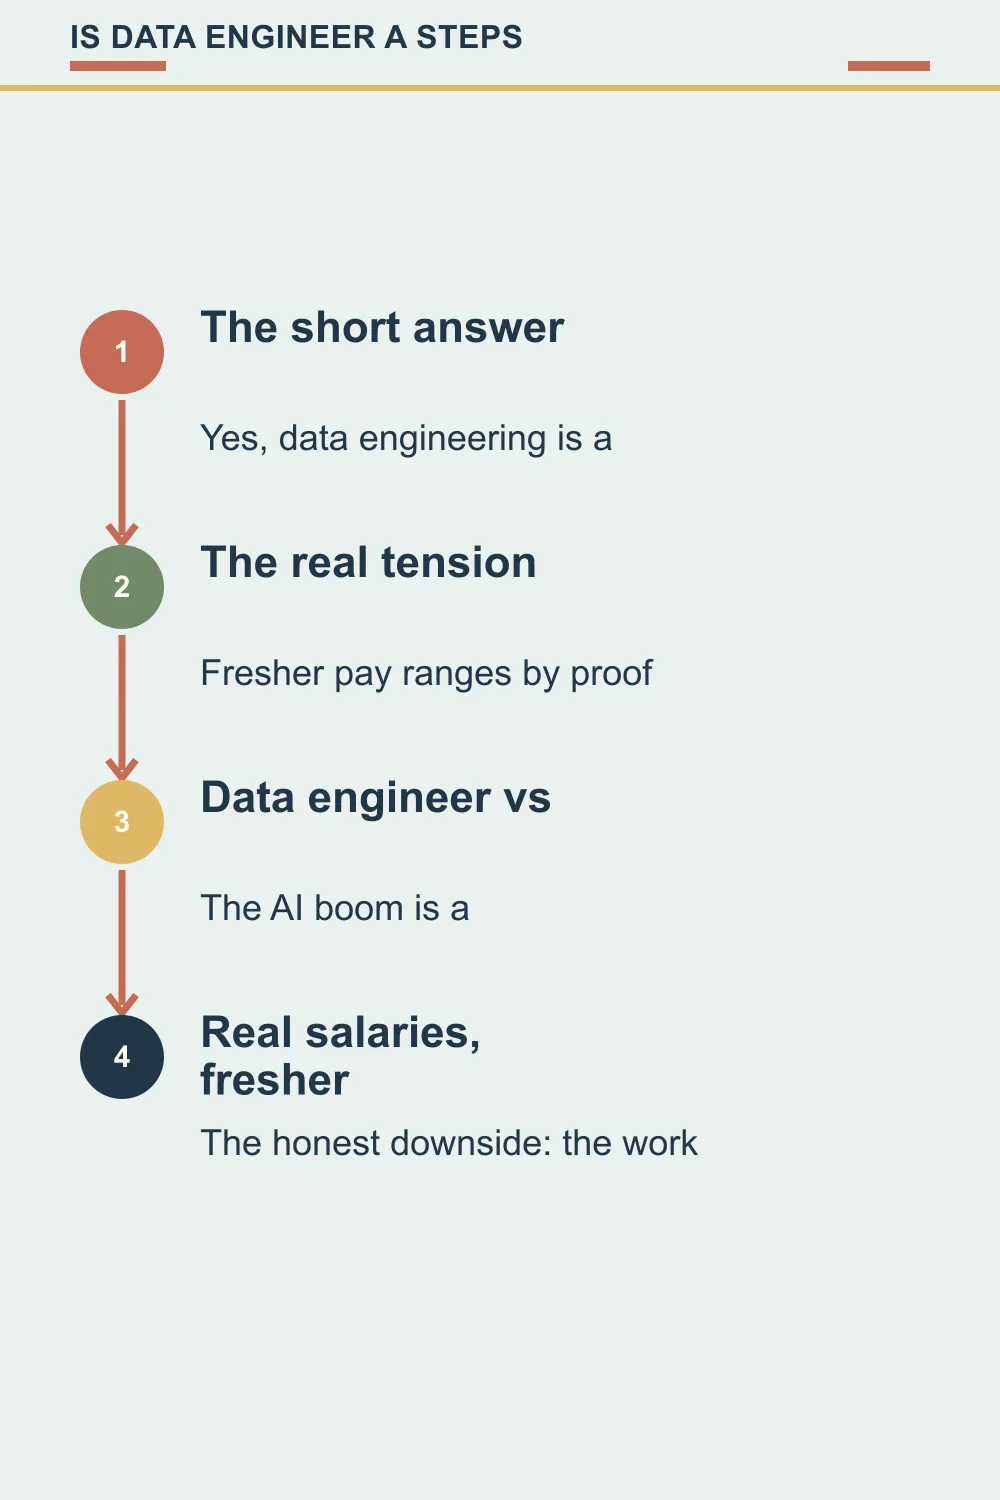 IS DATA ENGINEER A STEPS
1
The short answer
Yes, data engineering is a
2
The real tension
Fresher pay ranges by proof
3
Data engineer vs
The AI boom is a
4
Real salaries,
fresher
The honest downside: the work